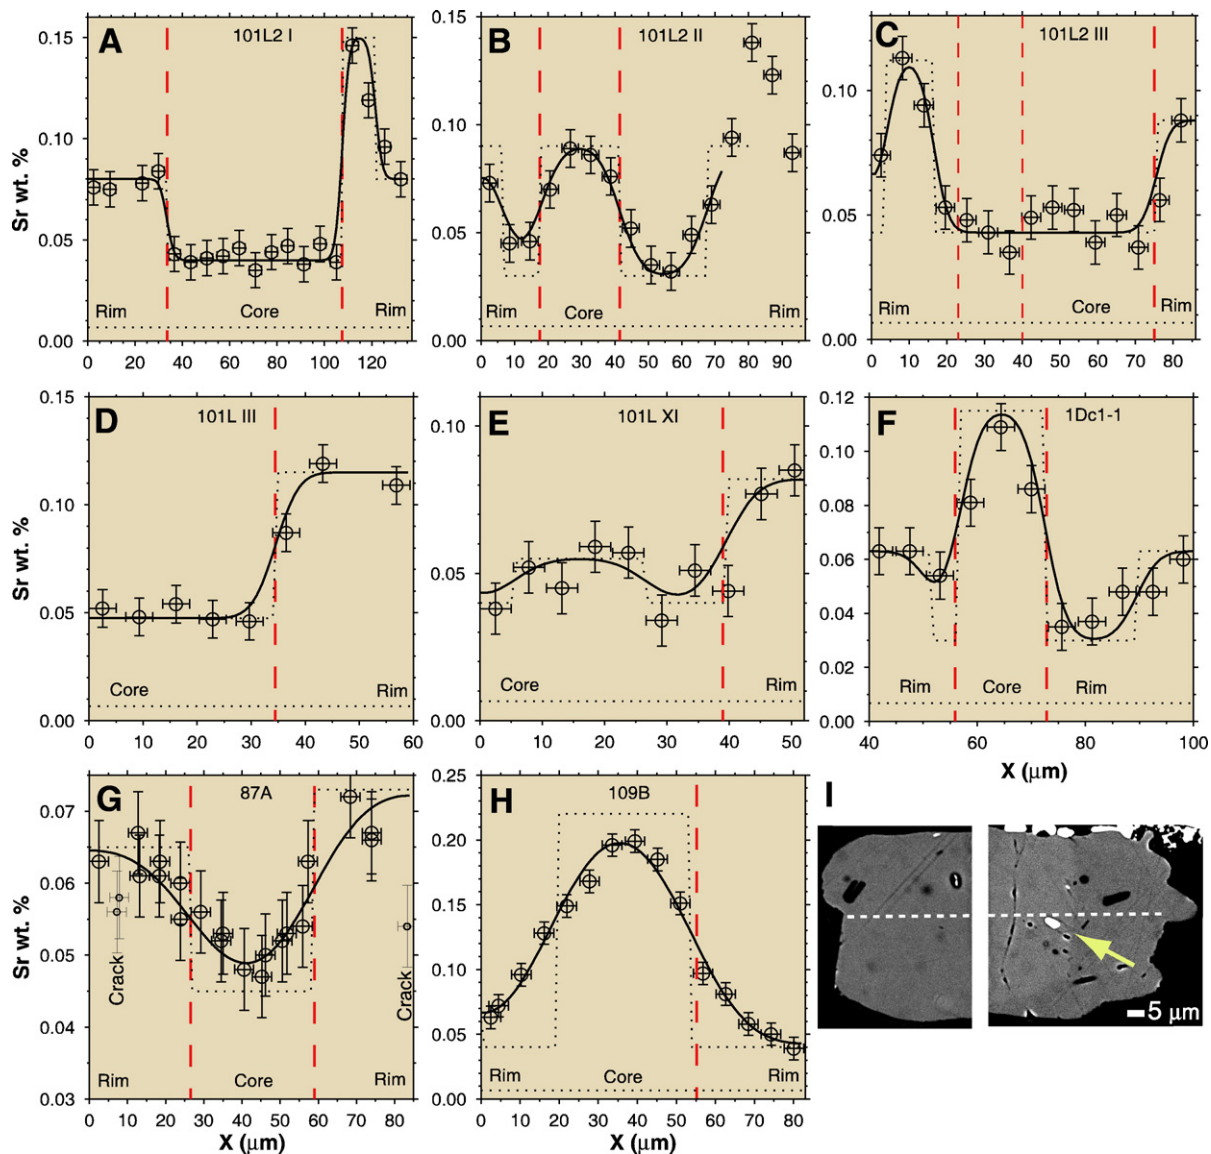 A 101L2 I
B 101L2 II
C 101L2 III
Sr wt. %
0.15
0.10
0.05
0.00
Rim Core Rim
0 20 40 60 80 100 120
0.15
0.10
0.05
0.00
Rim Core Rim
0 10 20 30 40 50 60 70 80 90
0.10
0.05
0.00
Rim Core Rim
0 10 20 30 40 50 60 70 80
D 101L III
E 101L XI
F 1Dc1-1
Sr wt. %
0.15
0.10
0.05
0.00
Core Rim
0 10 20 30 40 50 60
0.10
0.05
0.00
Core Rim
0 10 20 30 40 50
0.12
0.10
0.08
0.06
0.04
0.02
0.00
Rim Core Rim
40 60 80 100
X (μm)
G 87A
H 109B
I
Sr wt. %
0.07
0.06
0.05
0.04
0.03
Crack
Crack
Rim Core Rim
0 10 20 30 40 50 60 70 80
X (μm)
0.25
0.20
0.15
0.10
0.05
0.00
Rim Core Rim
0 10 20 30 40 50 60 70 80
X (μm)
5 μm